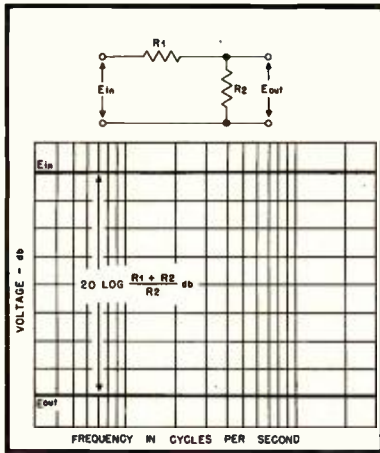 R1
Ein
R2
Eout
Ein
VOLTAGE - db
20 LOG R1 + R2 / R2 db
Eout
FREQUENCY IN CYCLES PER SECOND